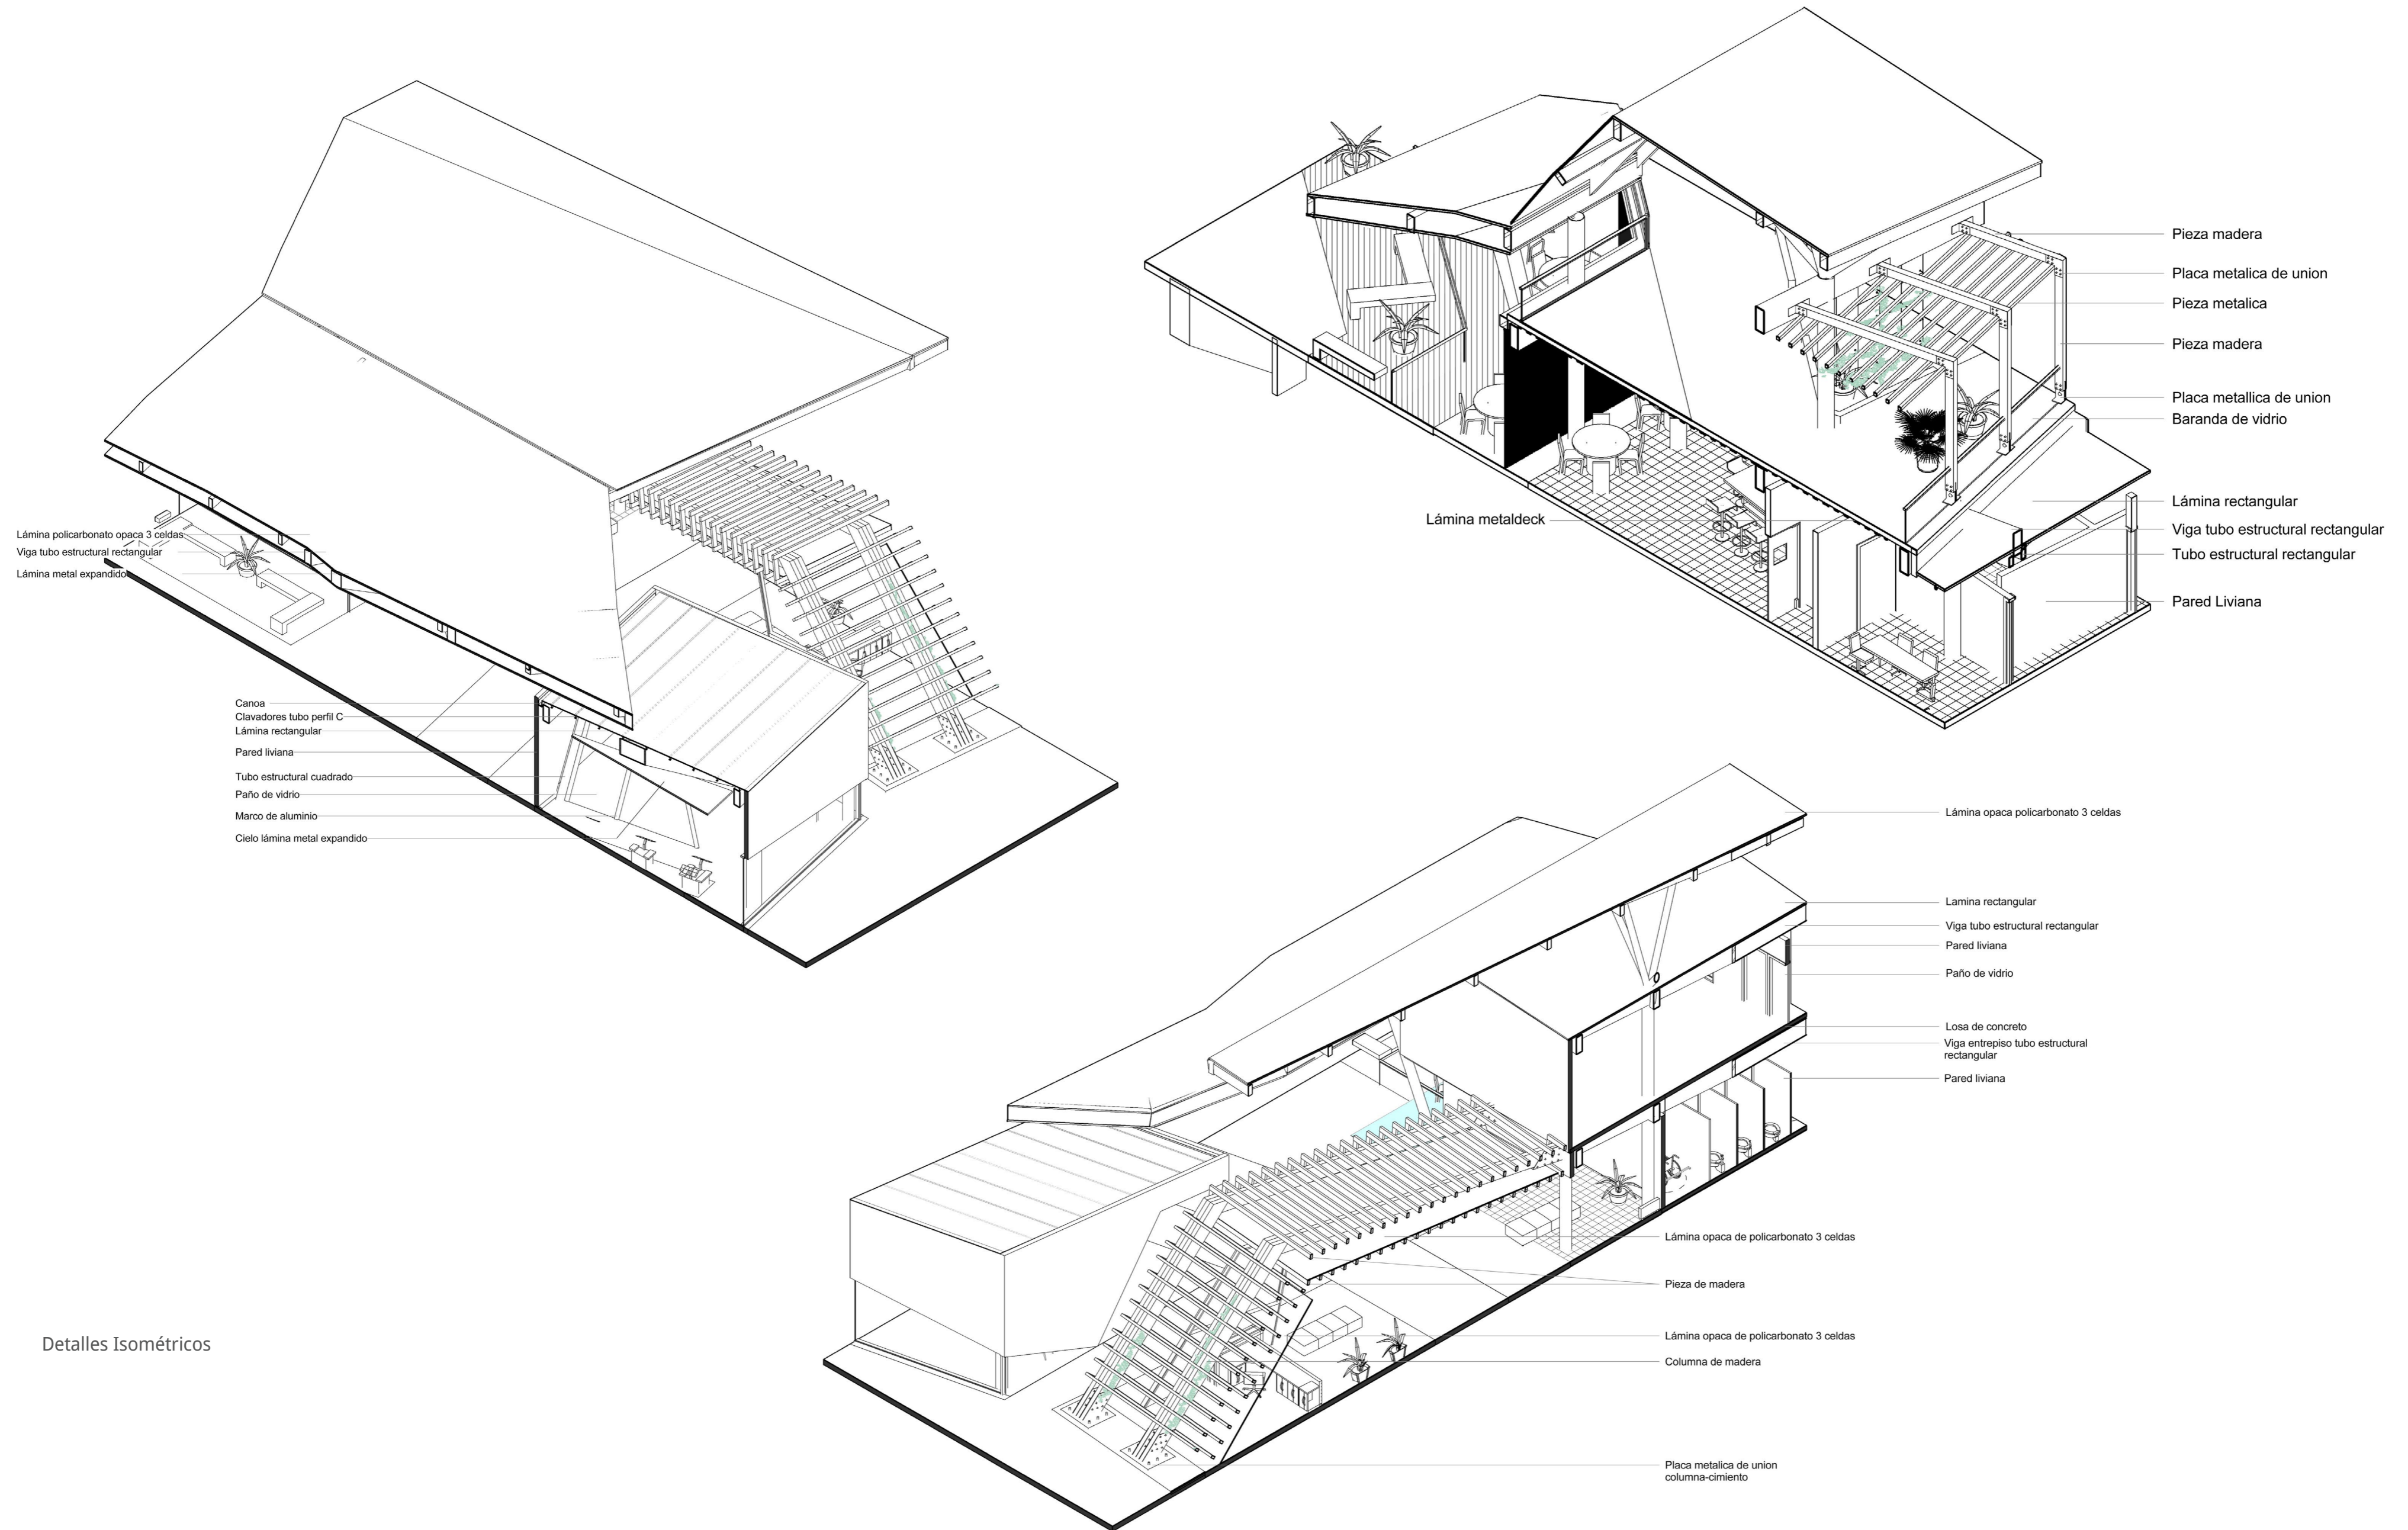 Pieza madera
Placa metalica de union
Pieza metalica
Pieza madera
Placa metallica de union
Baranda de vidrio
Lámina rectangular
Lámina metaldeck
Viga tubo estructural rectangular
Tubo estructural rectangular
Pared Liviana
Lámina policarbonato opaca 3 celdas
Viga tubo estructural rectangular
Lámina metal expandido
Canoa
Clavadores tubo perfil C
Lámina rectangular
Pared liviana
Tubo estructural cuadrado
Paño de vidrio
Marco de aluminio
Cielo lámina metal expandido
Lámina opaca policarbonato 3 celdas
Lamina rectangular
Viga tubo estructural rectangular
Pared liviana
Paño de vidrio
Losa de concreto
Viga entrepiso tubo estructural
rectangular
Pared liviana
Lámina opaca de policarbonato 3 celdas
Pieza de madera
Lámina opaca de policarbonato 3 celdas
Columna de madera
Placa metalica de union
columna-cimiento
Detalles Isométricos